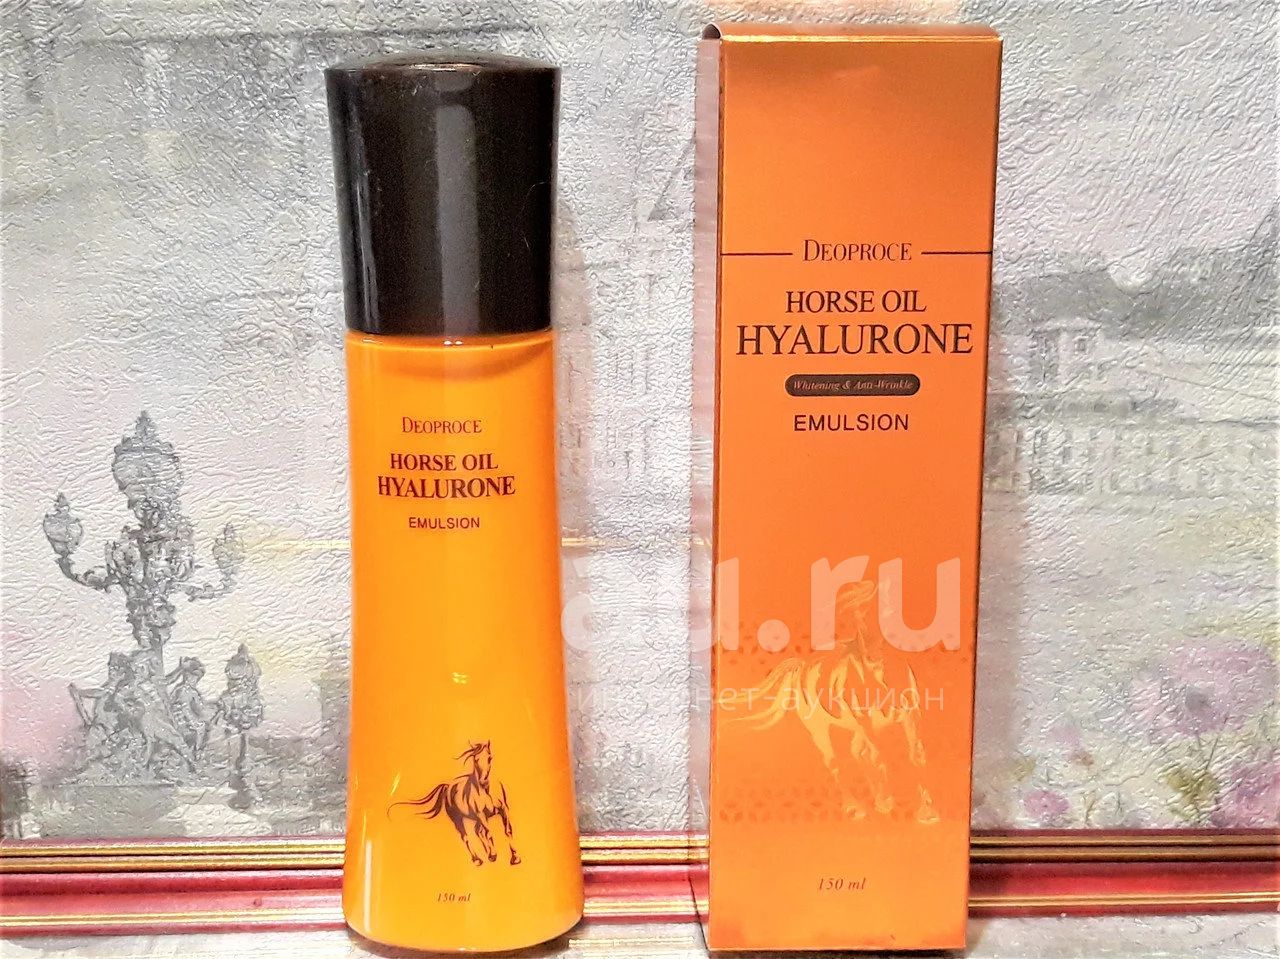 DEOPROCE
HORSE OIL
HYALURONE
EMULSION
150 ml
DEOPROCE
HORSE OIL
HYALURONE
Whitening & Anti-Wrinkle
EMULSION
150 ml
au.ru
интернет-аукцион